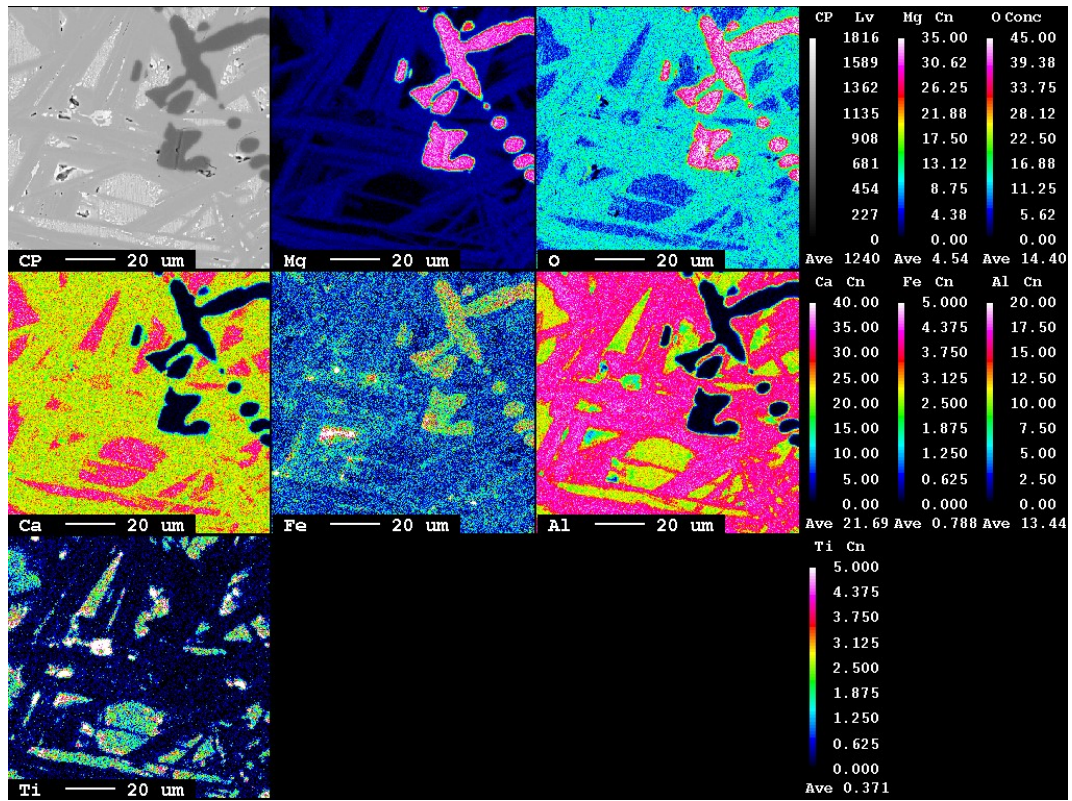 CP Lv Mg Cn O Conc
1816 35.00 45.00
1589 30.62 39.38
1362 26.25 33.75
1135 21.88 28.12
908 17.50 22.50
681 13.12 16.88
454 8.75 11.25
227 4.38 5.62
0 0.00 0.00
CP 20 um Mg 20 um O 20 um Ave 1240 Ave 4.54 Ave 14.40
Ca Cn Fe Cn Al Cn
40.00 5.000 20.00
35.00 4.375 17.50
30.00 3.750 15.00
25.00 3.125 12.50
20.00 2.500 10.00
15.00 1.875 7.50
10.00 1.250 5.00
5.00 0.625 2.50
0.00 0.000 0.00
Ca 20 um Fe 20 um Al 20 um Ave 21.69 Ave 0.788 Ave 13.44
Ti Cn
5.000
4.375
3.750
3.125
2.500
1.875
1.250
0.625
0.000
Ti 20 um Ave 0.371